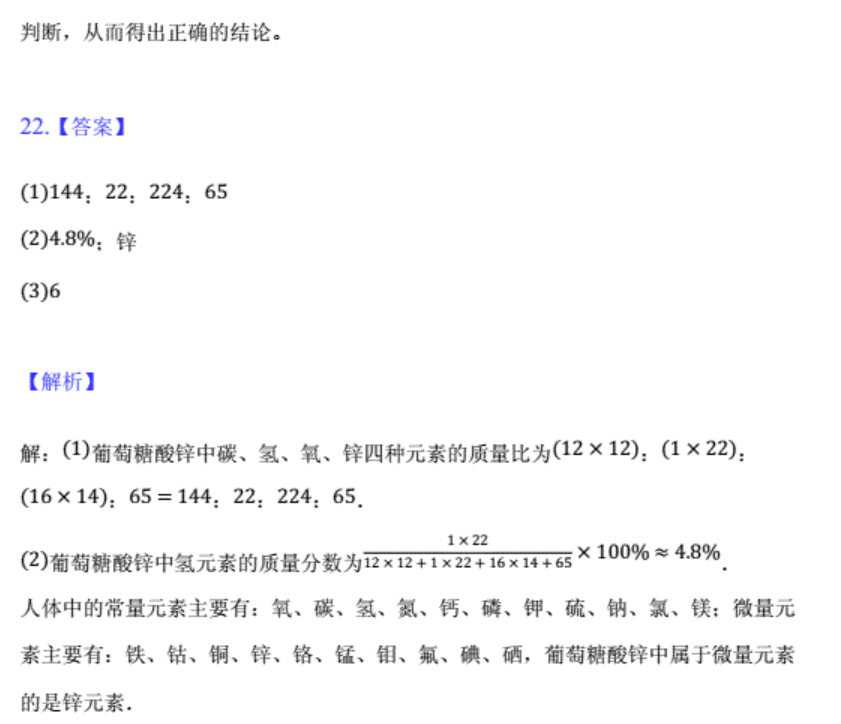 判断，从而得出正确的结论。
22.【答案】
(1)144：22：224：65
(2)4.8%；锌
(3)6
【解析】
解：(1)葡萄糖酸锌中碳、氢、氧、锌四种元素的质量比为(12 × 12)：(1 × 22)：
(16 × 14)：65 = 144：22：224：65．
(2)葡萄糖酸锌中氢元素的质量分数为\frac{1 × 22}{12 × 12 + 1 × 22 + 16 × 14 + 65} × 100% ≈ 4.8%．
人体中的常量元素主要有：氧、碳、氢、氮、钙、磷、钾、硫、钠、氯、镁；微量元
素主要有：铁、钴、铜、锌、铬、锰、钼、氟、碘、硒，葡萄糖酸锌中属于微量元素
的是锌元素．